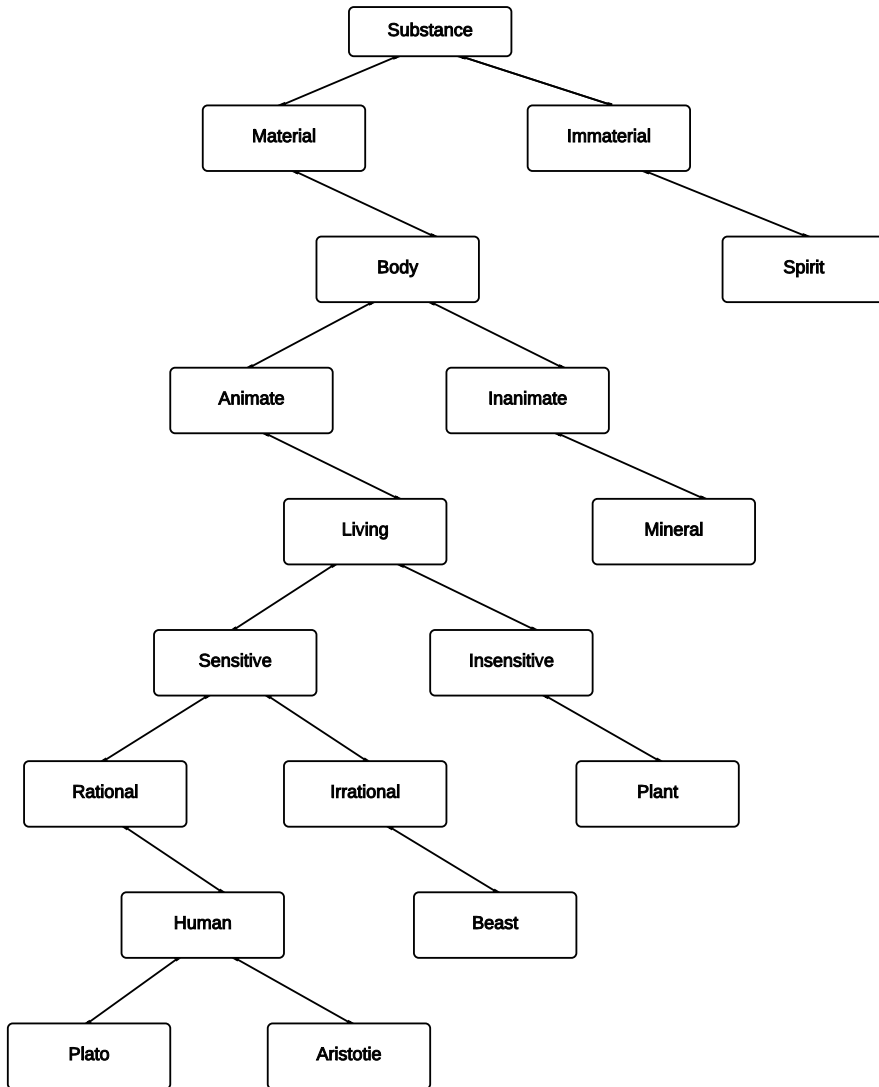 Substance
Material
Immaterial
Body
Spirit
Animate
Inanimate
Living
Mineral
Sensitive
Insensitive
Rational
Irrational
Plant
Human
Beast
Plato
Aristotie